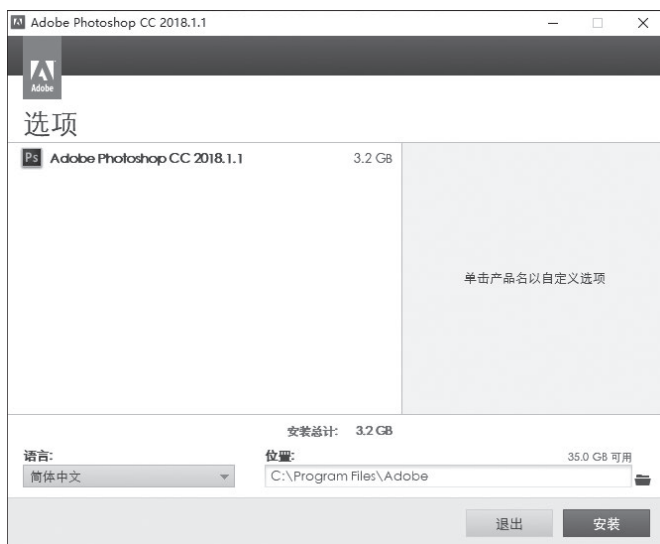 Adobe Photoshop CC 2018.1.1
Adobe
选项
Ps Adobe Photoshop CC 2018.1.1 3.2 GB
单击产品名以自定义选项
安装总计: 3.2 GB
语言: 位置: 35.0 GB 可用
简体中文 C:\Program Files\Adobe
退出 安装